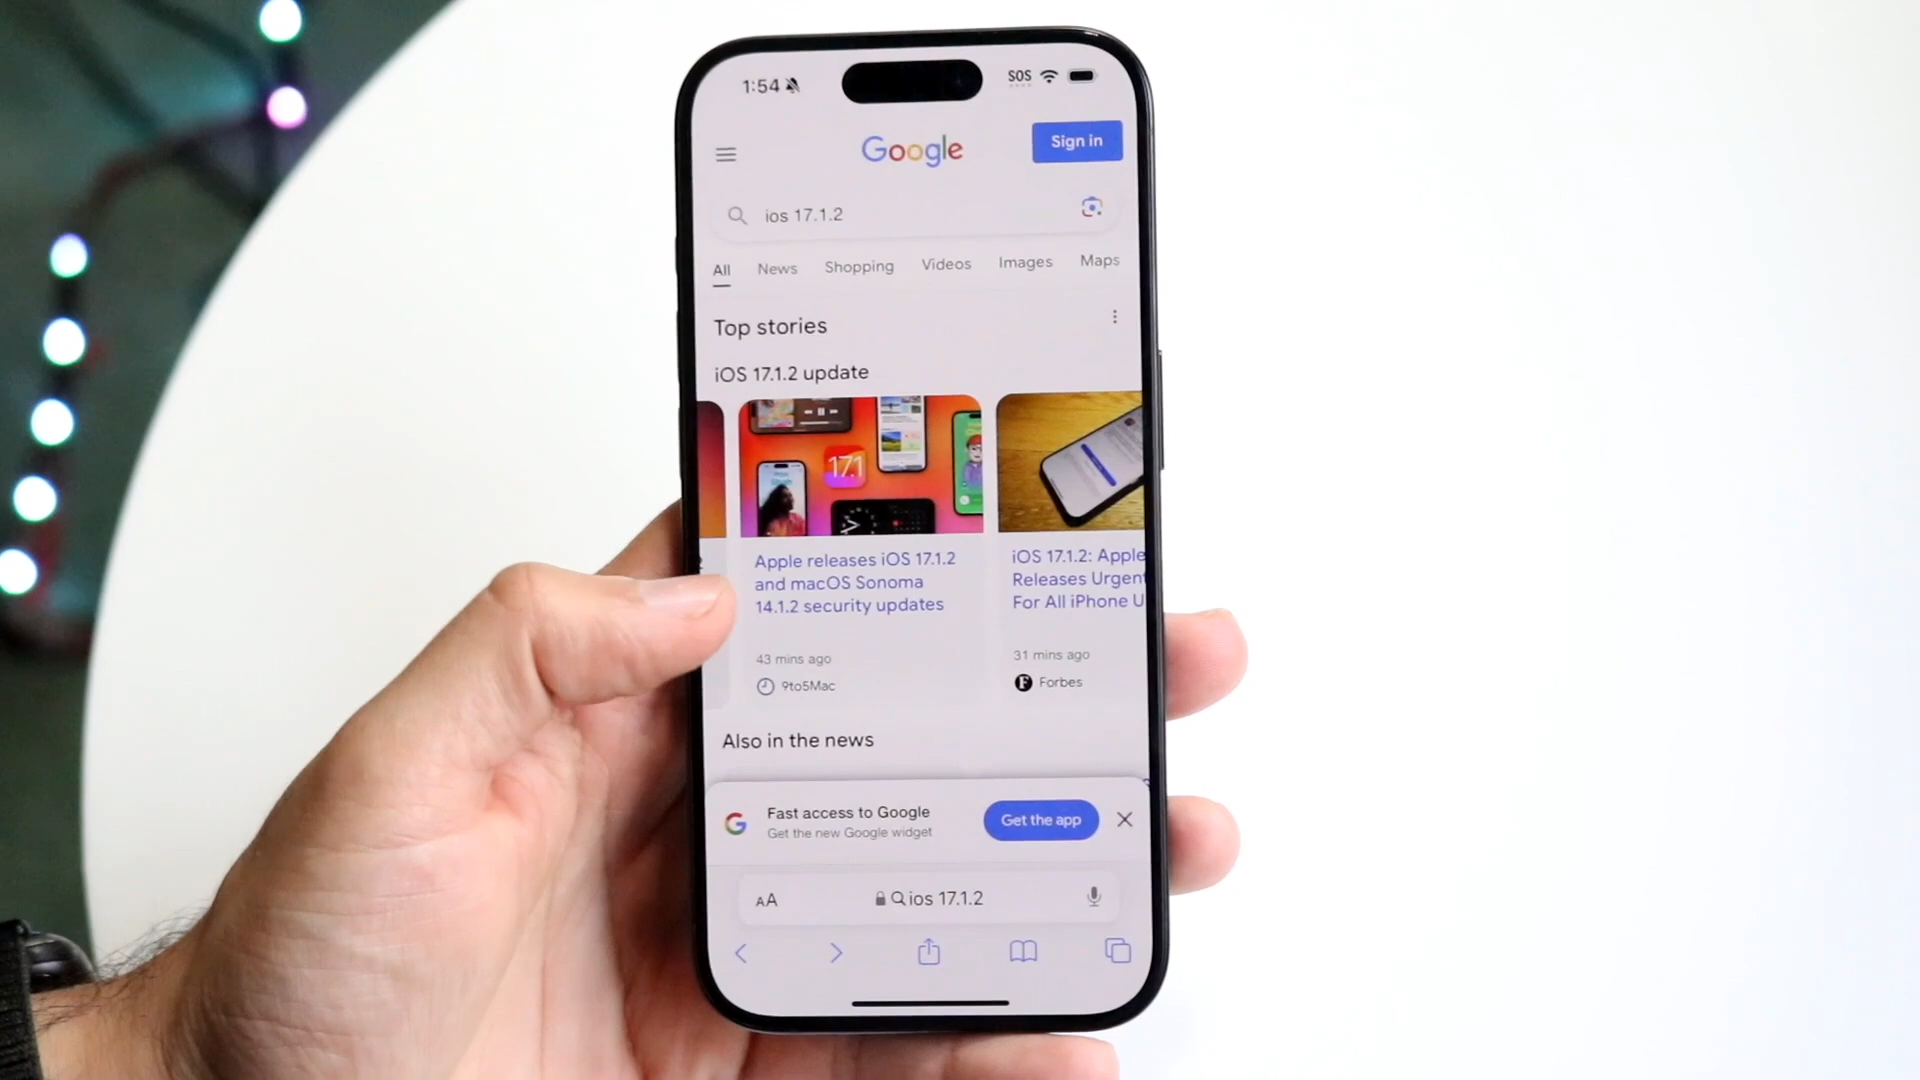 1:54
SOS
Google
Sign in
ios 17.1.2
All News Shopping Videos Images Maps
Top stories
iOS 17.1.2 update
17.1
Apple releases iOS 17.1.2
and macOS Sonoma
14.1.2 security updates
43 mins ago
9to5Mac
iOS 17.1.2: Apple
Releases Urgent
For All iPhone U
31 mins ago
F Forbes
Also in the news
G
Fast access to Google
Get the new Google widget
Get the app
AA
ios 17.1.2